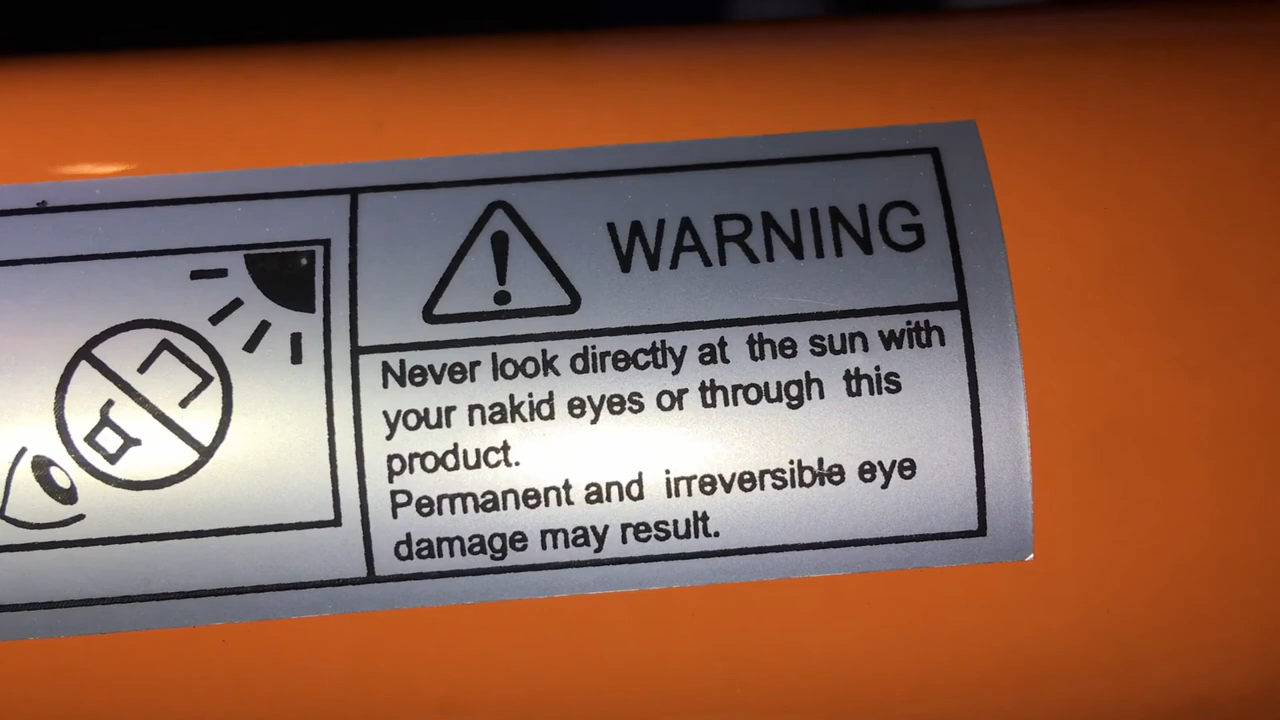 WARNING
Never look directly at the sun with
your nakid eyes or through this
product.
Permanent and irreversible eye
damage may result.